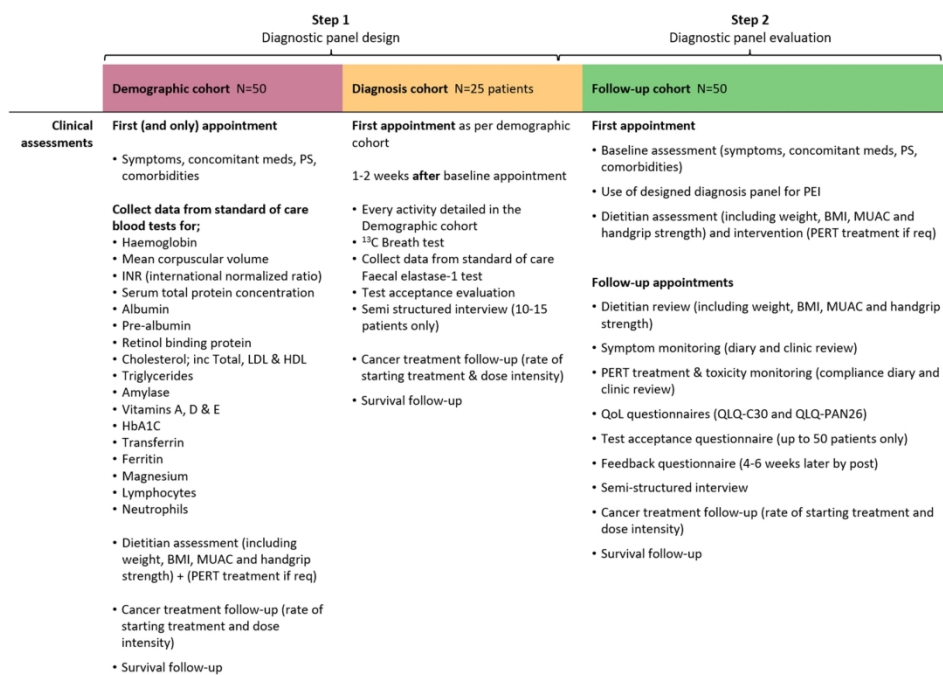 Step 1
Diagnostic panel design
Step 2
Diagnostic panel evaluation
Demographic cohort N=50
Diagnosis cohort N=25 patients
Follow-up cohort N=50
Clinical
assessments
First (and only) appointment
• Symptoms, concomitant meds, PS,
comorbidities
Collect data from standard of care
blood tests for;
• Haemoglobin
• Mean corpuscular volume
• INR (international normalized ratio)
• Serum total protein concentration
• Albumin
• Pre-albumin
• Retinol binding protein
• Cholesterol; inc Total, LDL & HDL
• Triglycerides
• Amylase
• Vitamins A, D & E
• HbA1C
• Transferrin
• Ferritin
• Magnesium
• Lymphocytes
• Neutrophils
• Dietitian assessment (including
weight, BMI, MUAC and handgrip
strength) + (PERT treatment if req)
• Cancer treatment follow-up (rate of
starting treatment and dose
intensity)
• Survival follow-up
First appointment as per demographic
cohort
1-2 weeks after baseline appointment
• Every activity detailed in the
Demographic cohort
• ¹³C Breath test
• Collect data from standard of care
Faecal elastase-1 test
• Test acceptance evaluation
• Semi structured interview (10-15
patients only)
• Cancer treatment follow-up (rate of
starting treatment & dose intensity)
• Survival follow-up
First appointment
• Baseline assessment (symptoms, concomitant meds, PS,
comorbidities)
• Use of designed diagnosis panel for PEI
• Dietitian assessment (including weight, BMI, MUAC and
handgrip strength) and intervention (PERT treatment if req)
Follow-up appointments
• Dietitian review (including weight, BMI, MUAC and handgrip
strength)
• Symptom monitoring (diary and clinic review)
• PERT treatment & toxicity monitoring (compliance diary and
clinic review)
• QoL questionnaires (QLQ-C30 and QLQ-PAN26)
• Test acceptance questionnaire (up to 50 patients only)
• Feedback questionnaire (4-6 weeks later by post)
• Semi-structured interview
• Cancer treatment follow-up (rate of starting treatment and
dose intensity)
• Survival follow-up